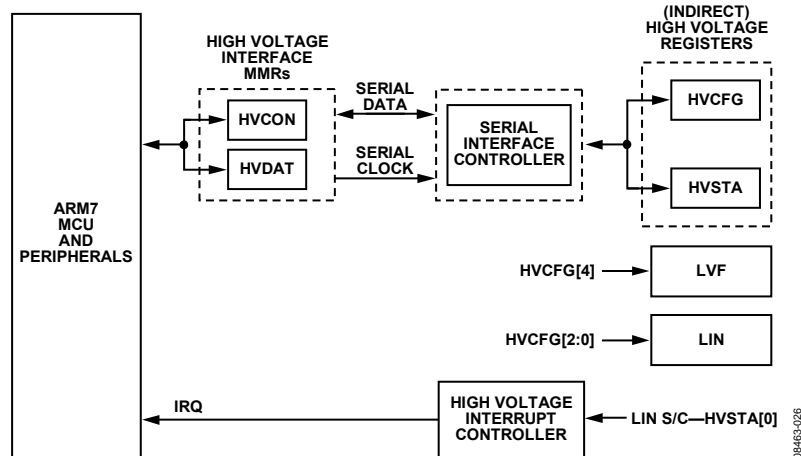 (INDIRECT)
HIGH VOLTAGE
REGISTERS
HIGH VOLTAGE
INTERFACE
MMRs
SERIAL
DATA
HVCON
HVCFG
SERIAL
INTERFACE
CONTROLLER
HVDAT
SERIAL
CLOCK
HVSTA
ARM7
MCU
AND
PERIPHERALS
HVCFG[4]
LVF
HVCFG[2:0]
LIN
IRQ
HIGH VOLTAGE
INTERRUPT
CONTROLLER
LIN S/C—HVSTA[0]
08463-026